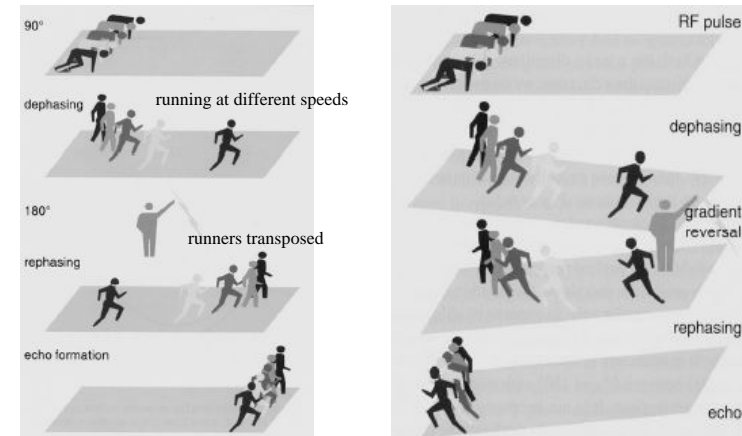 90°
dephasing
running at different speeds
180°
runners transposed
rephasing
echo formation
RF pulse
dephasing
gradient
reversal
rephasing
echo